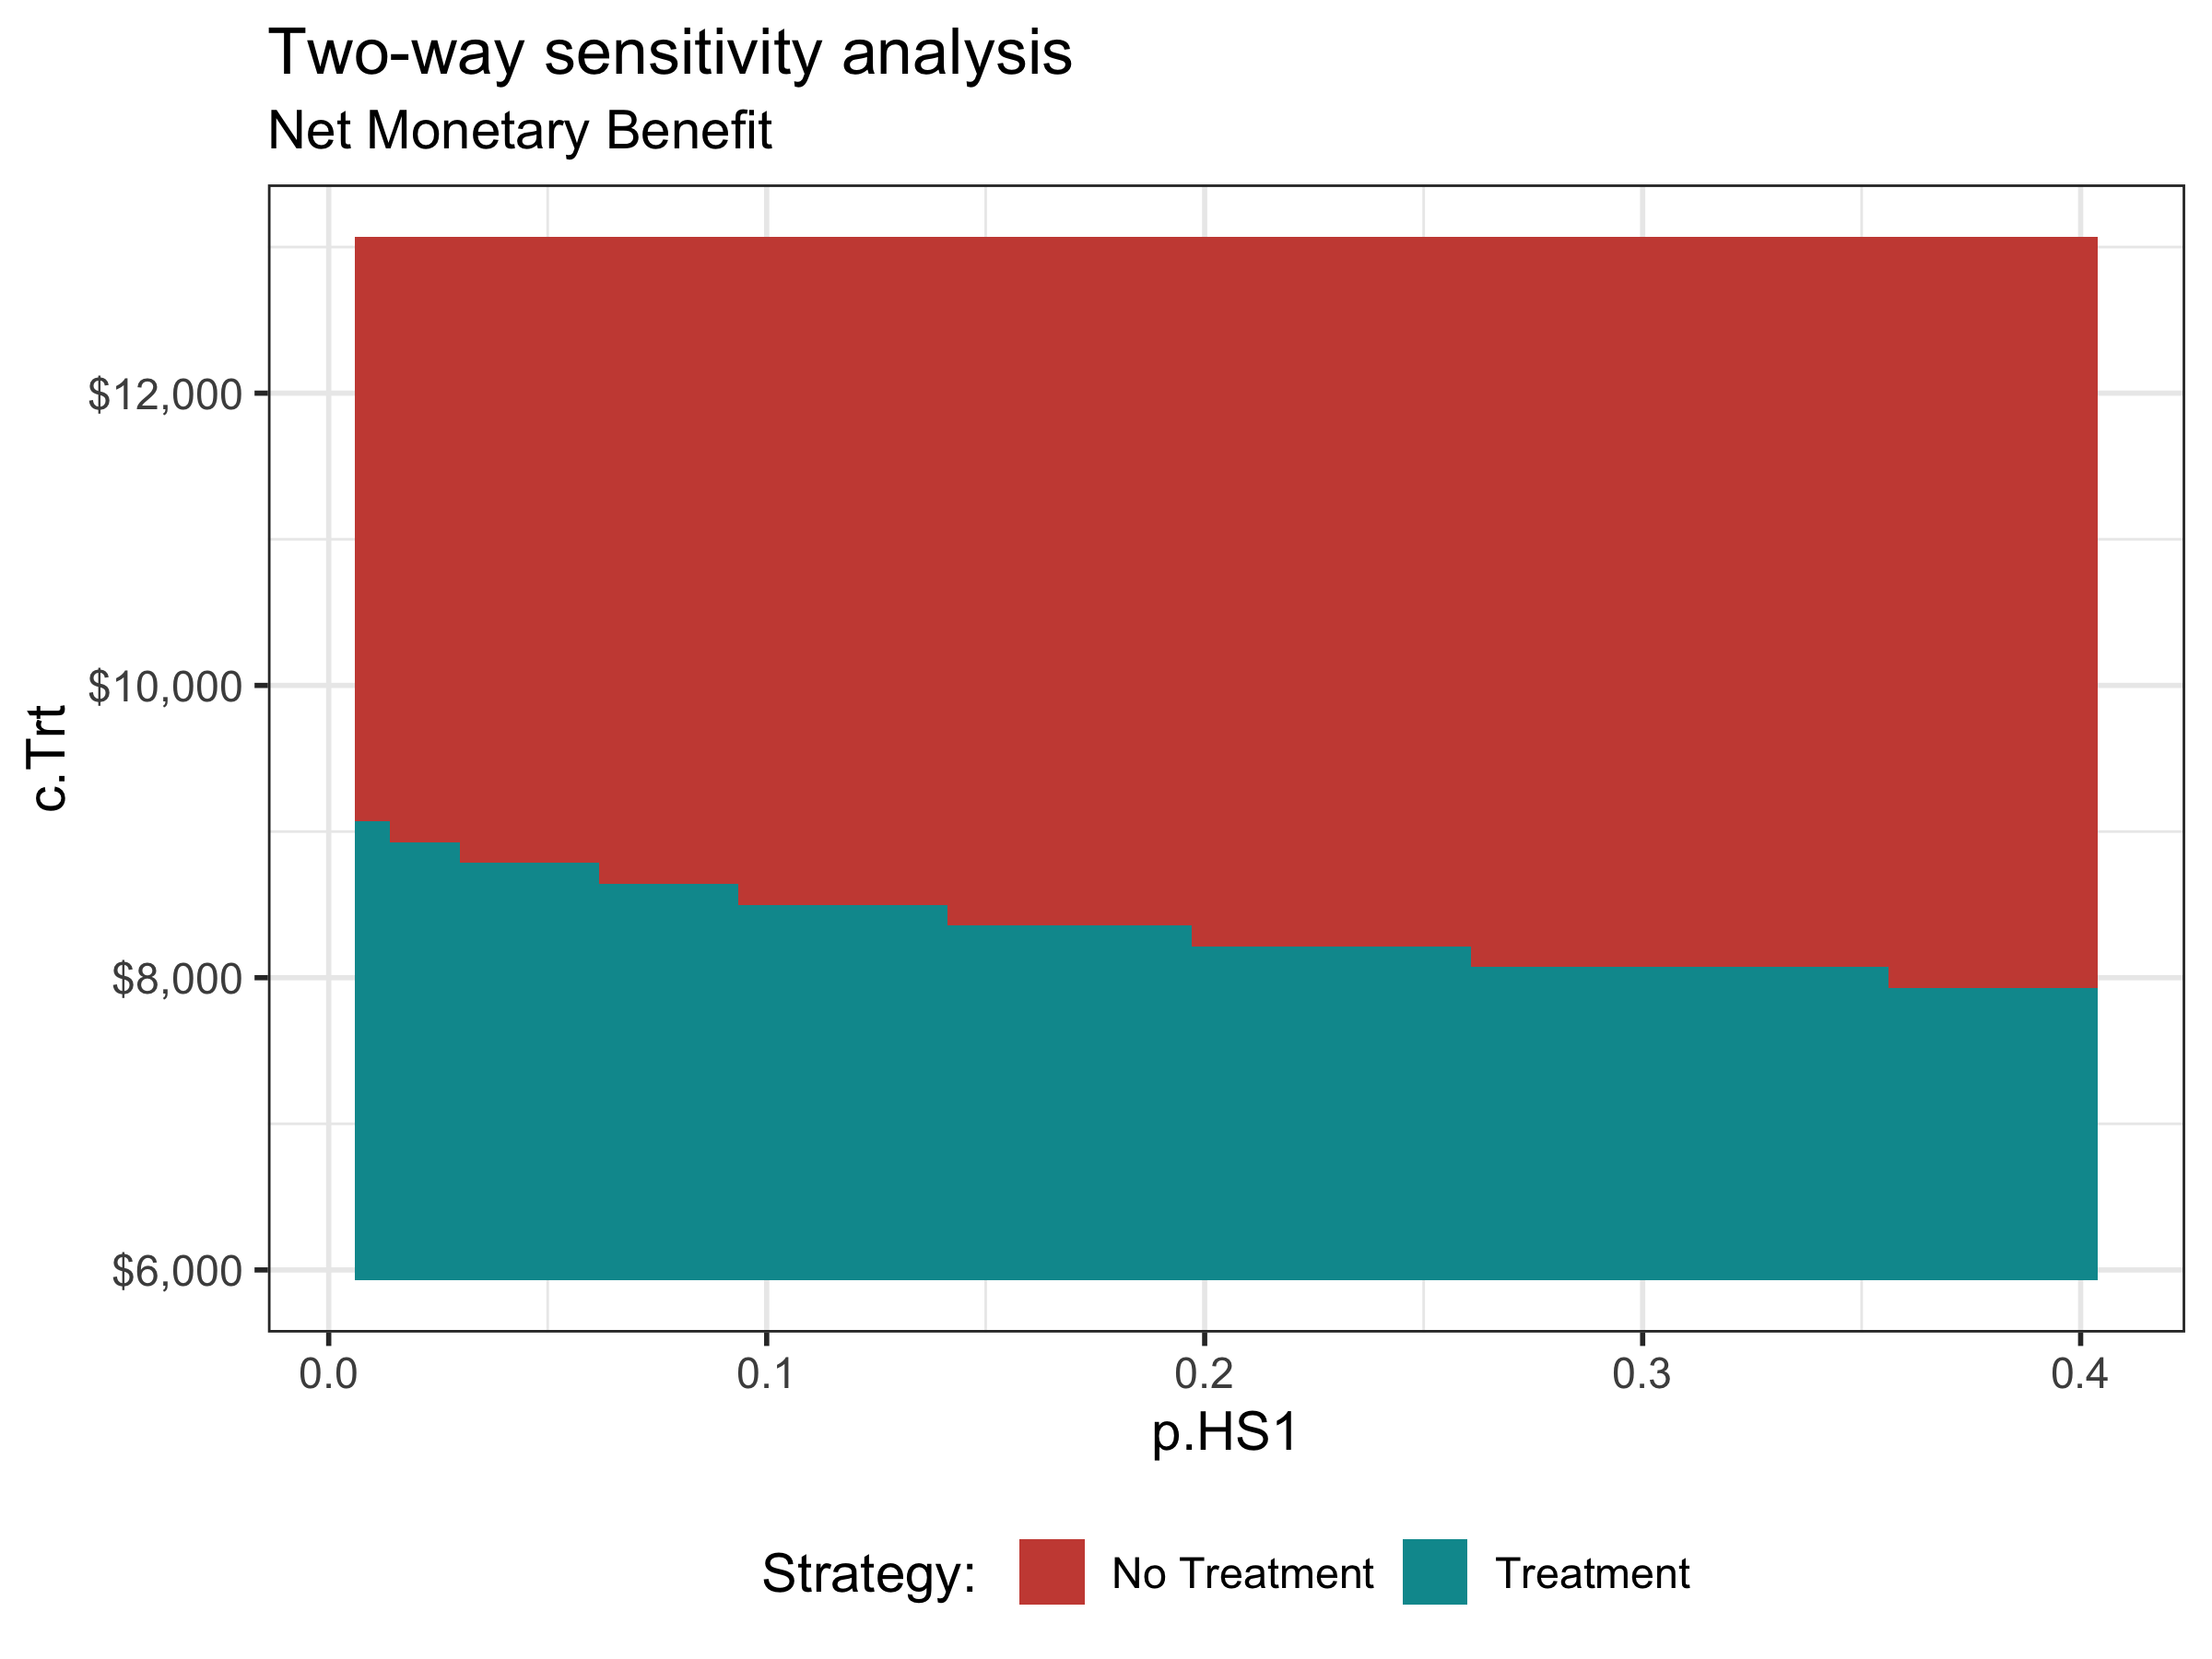 Two-way sensitivity analysis
Net Monetary Benefit
c.Trt
$12,000
$10,000
$8,000
$6,000
0.0 0.1 0.2 0.3 0.4
p.HS1
Strategy: No Treatment Treatment